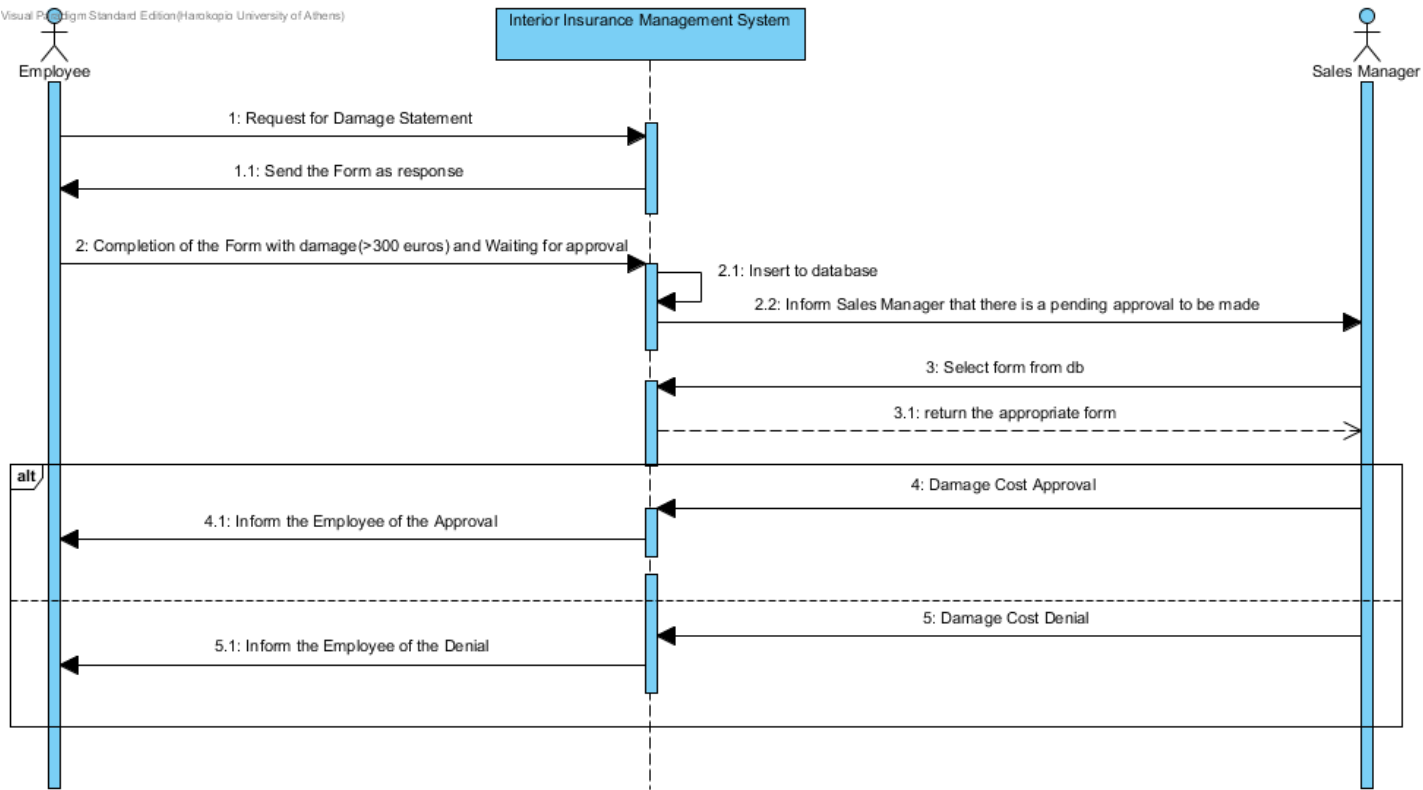 Visual Paradigm Standard Edition(Harokopio University of Athens)
Interior Insurance Management System
Employee
Sales Manager
1: Request for Damage Statement
1.1: Send the Form as response
2: Completion of the Form with damage(>300 euros) and Waiting for approval
2.1: Insert to database
2.2: Inform Sales Manager that there is a pending approval to be made
3: Select form from db
3.1: return the appropriate form
alt
4: Damage Cost Approval
4.1: Inform the Employee of the Approval
5: Damage Cost Denial
5.1: Inform the Employee of the Denial